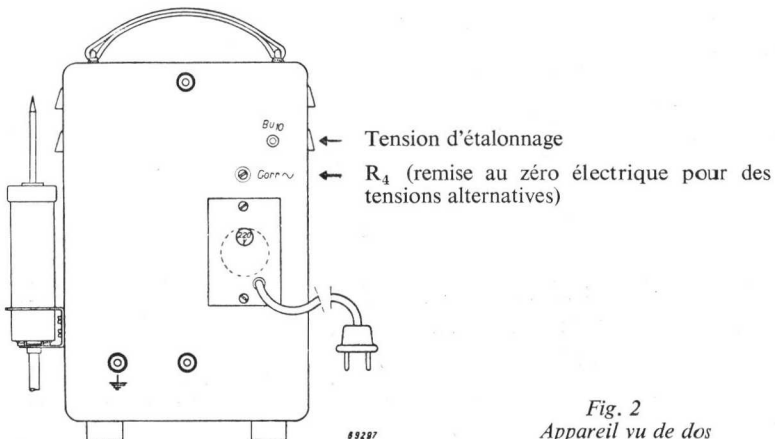 Bu10
Tension d'étalonnage
Corr~
R4 (remise au zéro électrique pour des
tensions alternatives)
220
69297
Fig. 2
Appareil vu de dos